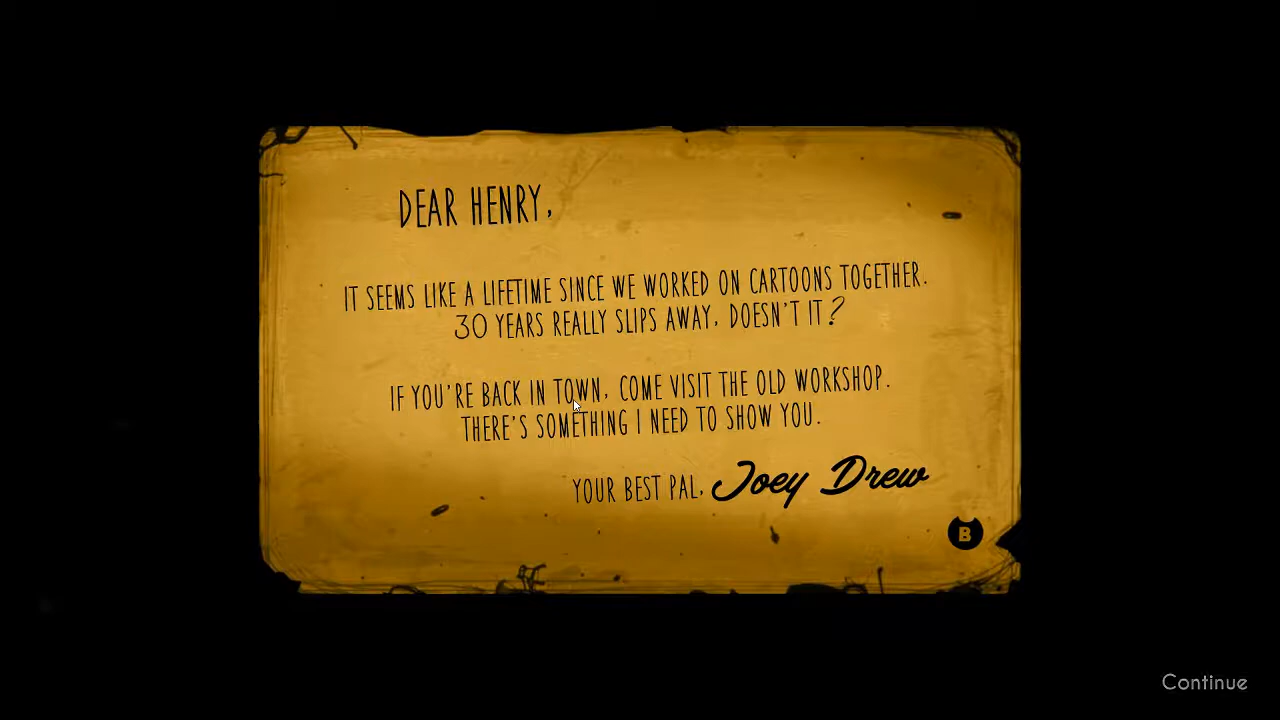 DEAR HENRY,
IT SEEMS LIKE A LIFETIME SINCE WE WORKED ON CARTOONS TOGETHER.
30 YEARS REALLY SLIPS AWAY, DOESN'T IT?
IF YOU'RE BACK IN TOWN, COME VISIT THE OLD WORKSHOP.
THERE'S SOMETHING I NEED TO SHOW YOU.
YOUR BEST PAL, Joey Drew
B
Continue